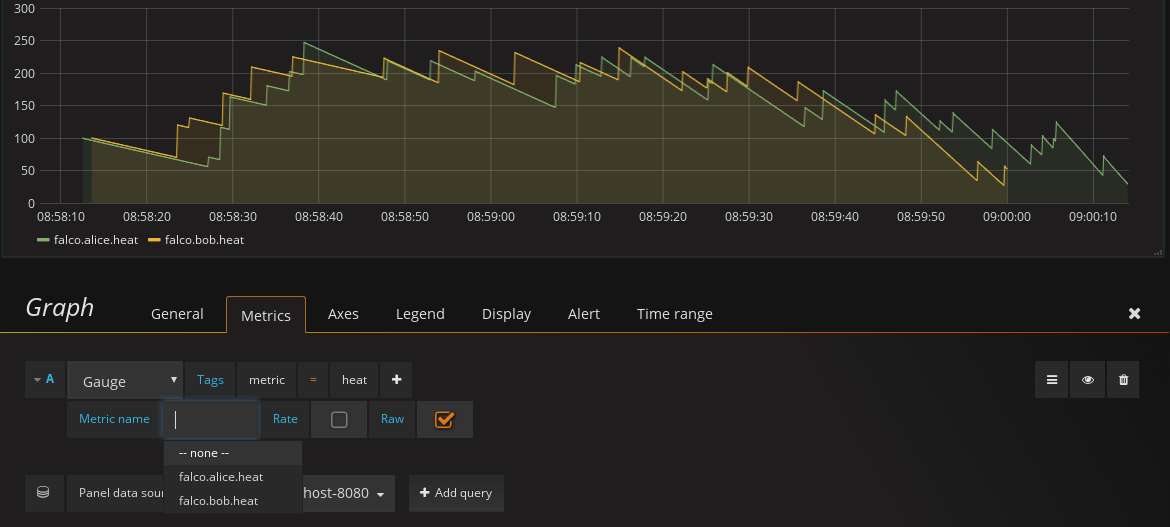 300
250
200
150
100
50
0
08:58:10 08:58:20 08:58:30 08:58:40 08:58:50 08:59:00 08:59:10 08:59:20 08:59:30 08:59:40 08:59:50 09:00:00 09:00:10
falco.alice.heat falco.bob.heat
Graph General Metrics Axes Legend Display Alert Time range
A Gauge Tags metric = heat +
Metric name Rate Raw
-- none --
falco.alice.heat
Panel data sour host-8080 + Add query
falco.bob.heat